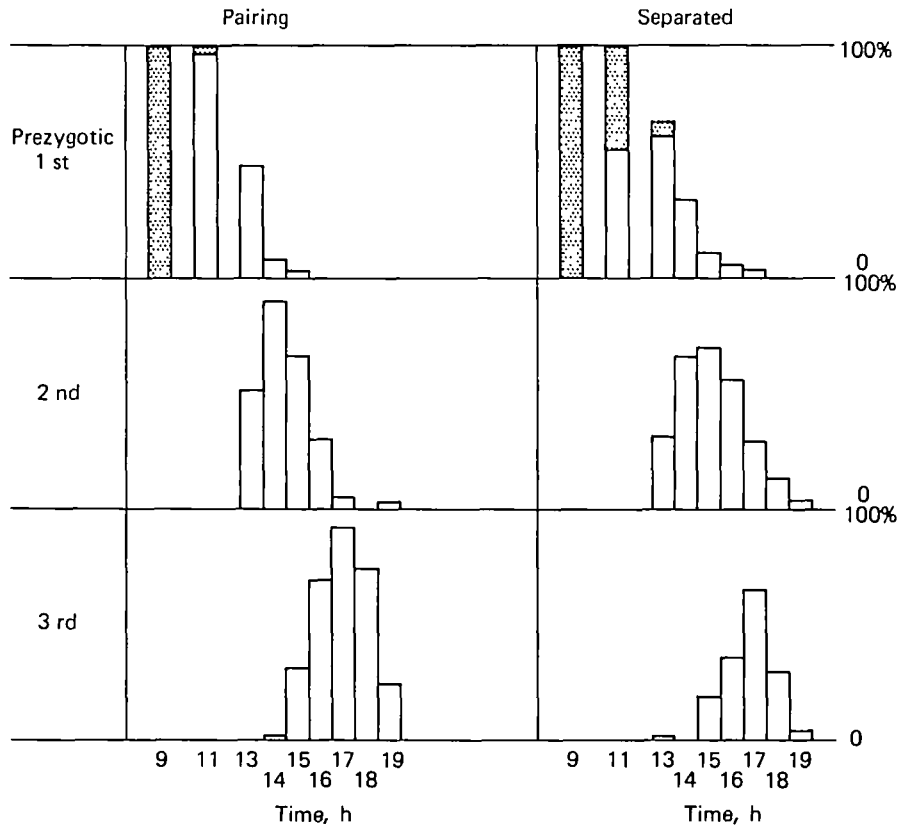 Pairing Separated
100%
Prezygotic
1 st
0
100%
2 nd
0
100%
3 rd
0
9 11 13 15 17 19 9 11 13 15 17 19
14 16 18 14 16 18
Time, h Time, h